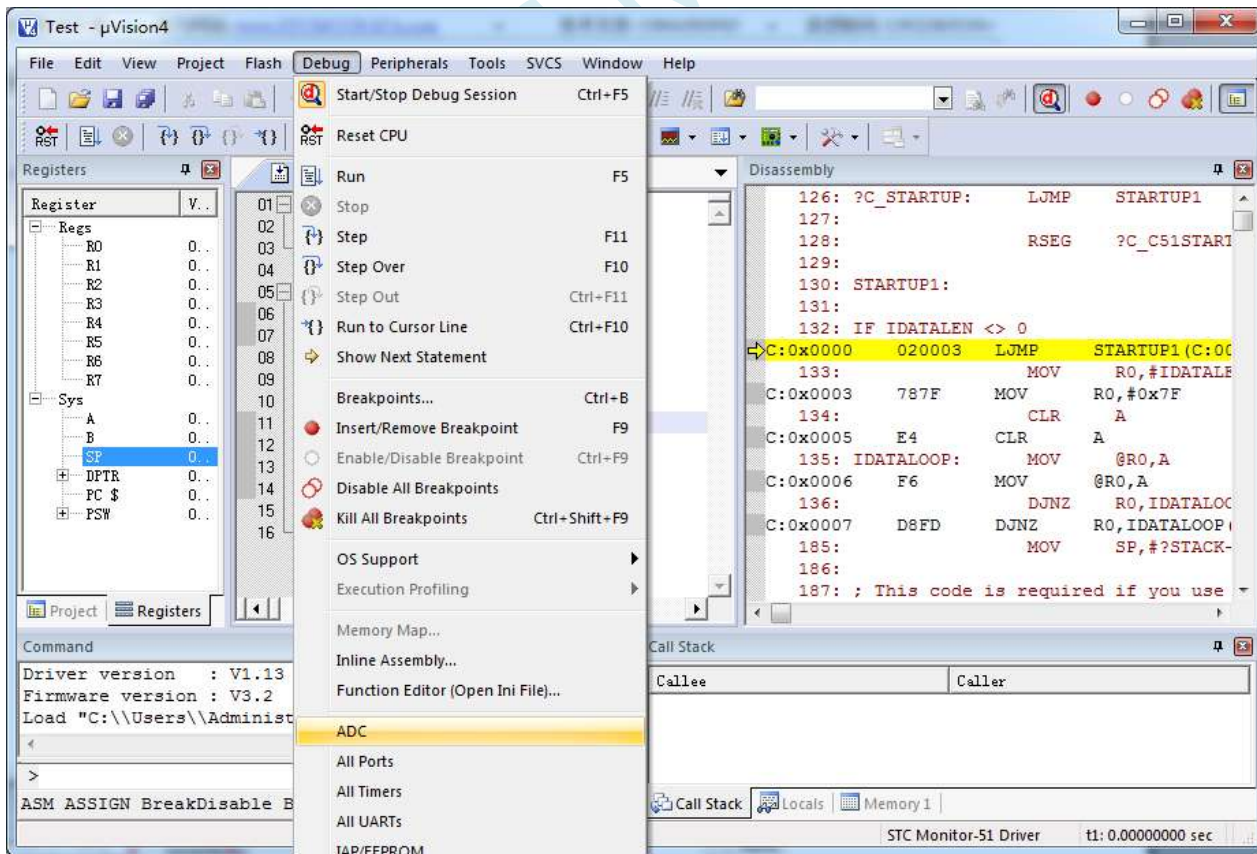 Test - µVision4
File Edit View Project Flash Debug Peripherals Tools SVCS Window Help
Registers
Register V..
Regs
R0 0..
R1 0..
R2 0..
R3 0..
R4 0..
R5 0..
R6 0..
R7 0..
Sys
A 0..
B 0..
SP 0..
DPTR 0..
PC $ 0..
PSW 0..
Project Registers
01
02
03
04
05
06
07
08
09
10
11
12
13
14
15
16
Start/Stop Debug Session Ctrl+F5
RST Reset CPU
Run F5
Stop
Step F11
Step Over F10
Step Out Ctrl+F11
Run to Cursor Line Ctrl+F10
Show Next Statement
Breakpoints... Ctrl+B
Insert/Remove Breakpoint F9
Enable/Disable Breakpoint Ctrl+F9
Disable All Breakpoints
Kill All Breakpoints Ctrl+Shift+F9
OS Support
Execution Profiling
Memory Map...
Inline Assembly...
Function Editor (Open Ini File)...
ADC
All Ports
All Timers
All UARTs
IAP/EEPROM
Disassembly
126: ?C_STARTUP: LJMP STARTUP1
127:
128: RSEG ?C_C51START
129:
130: STARTUP1:
131:
132: IF IDATALEN <> 0
C:0x0000 020003 LJMP STARTUP1(C:00
133: MOV R0,#IDATALE
C:0x0003 787F MOV R0,#0x7F
134: CLR A
C:0x0005 E4 CLR A
135: IDATALOOP: MOV @R0,A
C:0x0006 F6 MOV @R0,A
136: DJNZ R0,IDATALOO
C:0x0007 D8FD DJNZ R0,IDATALOOP(
185: MOV SP,#?STACK-
186:
187: ; This code is required if you use
Command
Driver version : V1.13
Firmware version : V3.2
Load "C:\\Users\\Administ
>
ASM ASSIGN BreakDisable B
Call Stack
Callee Caller
Call Stack Locals Memory 1
STC Monitor-51 Driver t1: 0.00000000 sec